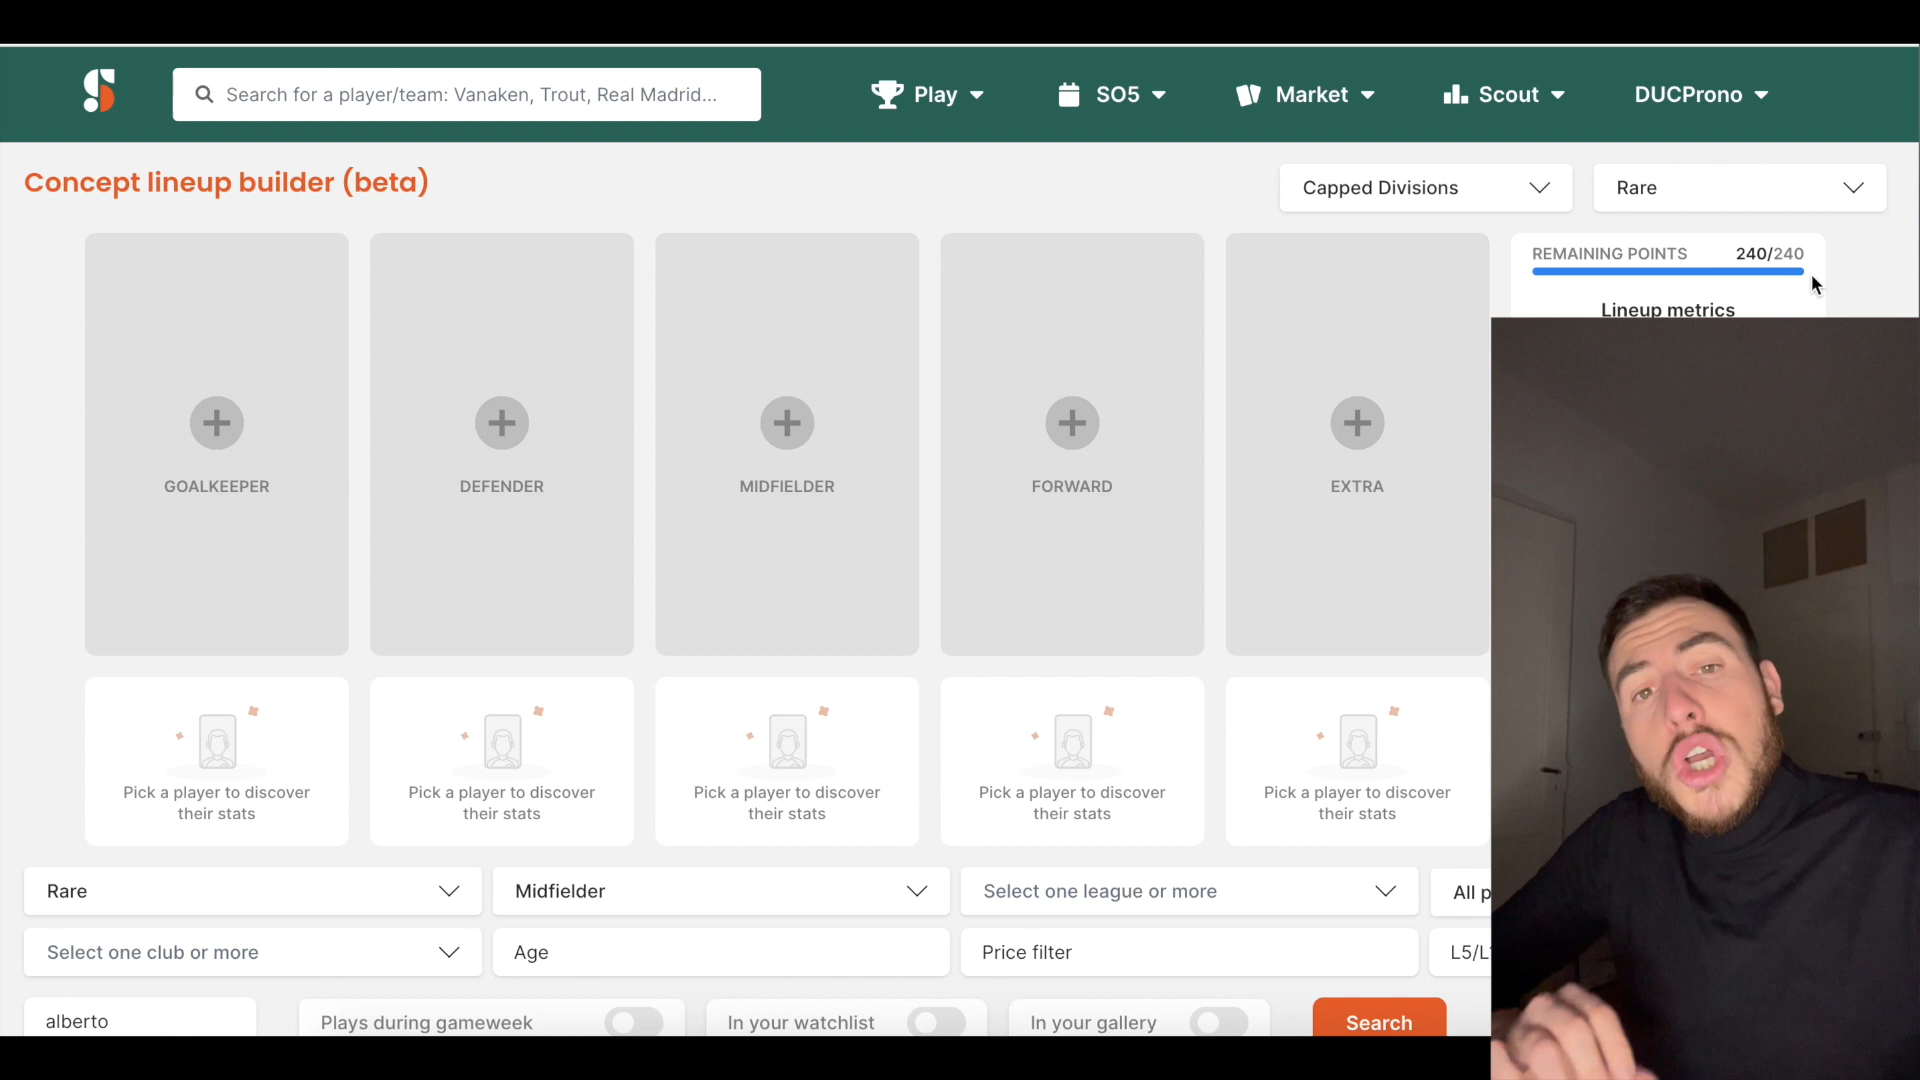 Search for a player/team: Vanaken, Trout, Real Madrid...
Play
SO5
Market
Scout
DUCProno
Concept lineup builder (beta)
Capped Divisions
Rare
REMAINING POINTS 240/240
Lineup metrics
GOALKEEPER
DEFENDER
MIDFIELDER
FORWARD
EXTRA
Pick a player to discover
their stats
Pick a player to discover
their stats
Pick a player to discover
their stats
Pick a player to discover
their stats
Pick a player to discover
their stats
Rare
Midfielder
Select one league or more
All p
Select one club or more
Age
Price filter
L5/L
alberto
Plays during gameweek
In your watchlist
In your gallery
Search